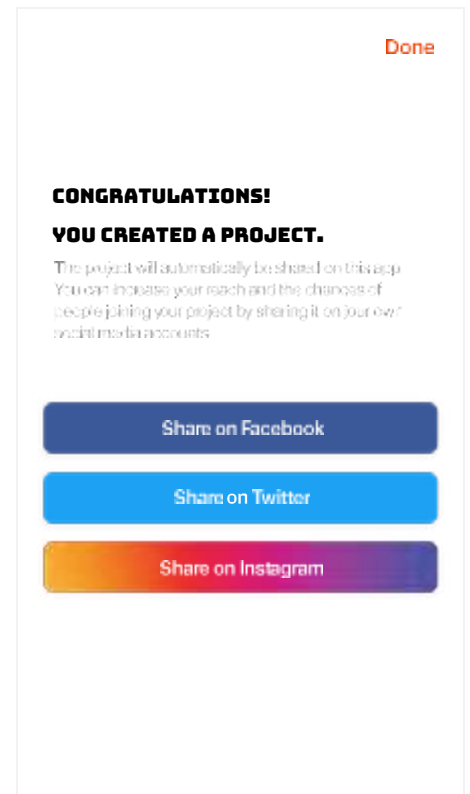 Done
CONGRATULATIONS!
YOU CREATED A PROJECT.
The project will automatically be shared on this app
You can increase your reach and the chances of
people joining your project by sharing it on your own
social media accounts
Share on Facebook
Share on Twitter
Share on Instagram